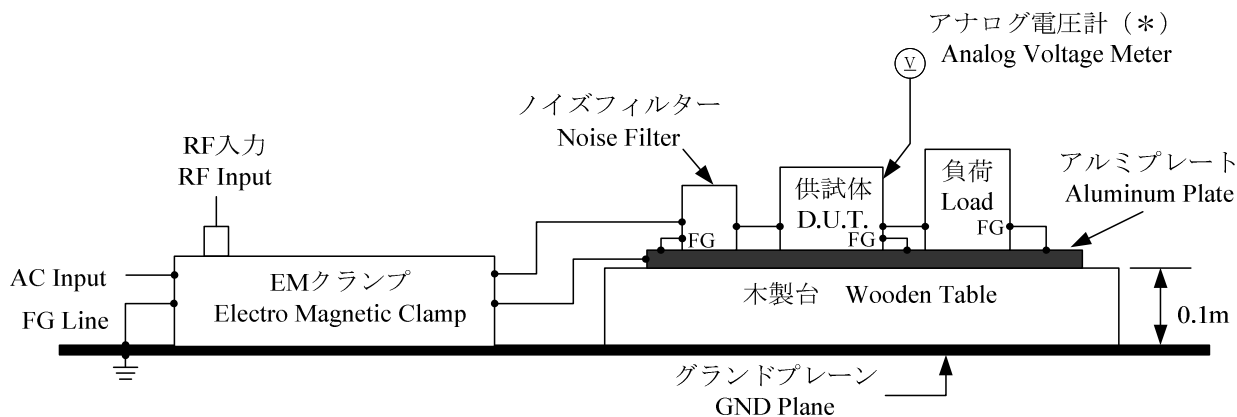 アナログ電圧計（＊）
Analog Voltage Meter
V
ノイズフィルター
Noise Filter
RF入力
RF Input
供試体
D.U.T.
負荷
Load
アルミプレート
Aluminum Plate
FG
FG
FG
AC Input
FG Line
EMクランプ
Electro Magnetic Clamp
木製台 Wooden Table
0.1m
グランドプレーン
GND Plane